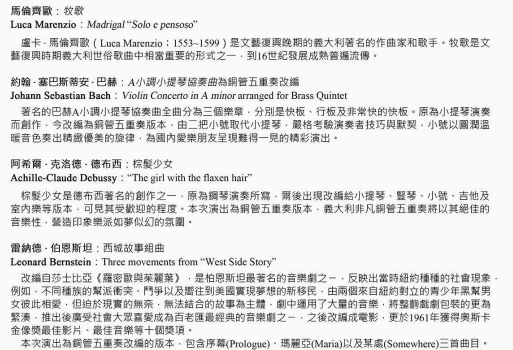 馬倫齊歐：牧歌
Luca Marenzio：Madrigal "Solo e pensoso"
盧卡．馬倫齊歐（Luca Marenzio；1553~1599）是文藝復興晚期的義大利著名的作曲家和歌手。牧歌是文
藝復興時期義大利世俗歌曲中相當重要的形式之一，到16世紀發展成熟普遍流傳。
約翰．塞巴斯蒂安．巴赫：A小調小提琴協奏曲為銅管五重奏改編
Johann Sebastian Bach：Violin Concerto in A minor arranged for Brass Quintet
著名的巴赫A小調小提琴協奏曲全曲分為三個樂章，分別是快板、行板及非常快的快板。原為小提琴演奏
而創作，今改編為銅管五重奏版本，由二把小號取代小提琴，嚴格考驗演奏者技巧與默契，小號以圓潤溫
暖音色奏出精緻優美的旋律，為國內愛樂朋友呈現難得一見的精彩演出。
阿希爾．克洛德．德布西：棕髮少女
Achille-Claude Debussy：“The girl with the flaxen hair”
棕髮少女是德布西著名的創作之一，原為鋼琴演奏所寫，爾後出現改編給小提琴、豎琴、小號、吉他及
室內樂等版本，可見其受歡迎的程度。本次演出為銅管五重奏版本，義大利非凡銅管五重奏將以其絕佳的
音樂性，營造印象樂派如夢似幻的氛圍。
雷納德．伯恩斯坦：西城故事組曲
Leonard Bernstein：Three movements from “West Side Story”
改編自莎士比亞《羅密歐與茱麗葉》，是柏恩斯坦最著名的音樂劇之一，反映出當時紐約種種的社會現象，
例如，不同種族的幫派衝突、鬥爭以及嚮往到美國實現夢想的新移民，由兩個來自紐約對立的青少年黑幫男
女彼此相愛，但迫於現實的無奈，無法結合的故事為主體，劇中運用了大量的音樂，將整齣戲劇包裝的更為
緊湊，推出後廣受社會大眾喜愛成為百老匯最經典的音樂劇之一，之後改編成電影，更於1961年獲得奧斯卡
金像獎最佳影片、最佳音樂等十個獎項。
本次演出為銅管五重奏改編的版本，包含序幕(Prologue)、瑪麗亞(Maria)以及某處(Somewhere)三首曲目。